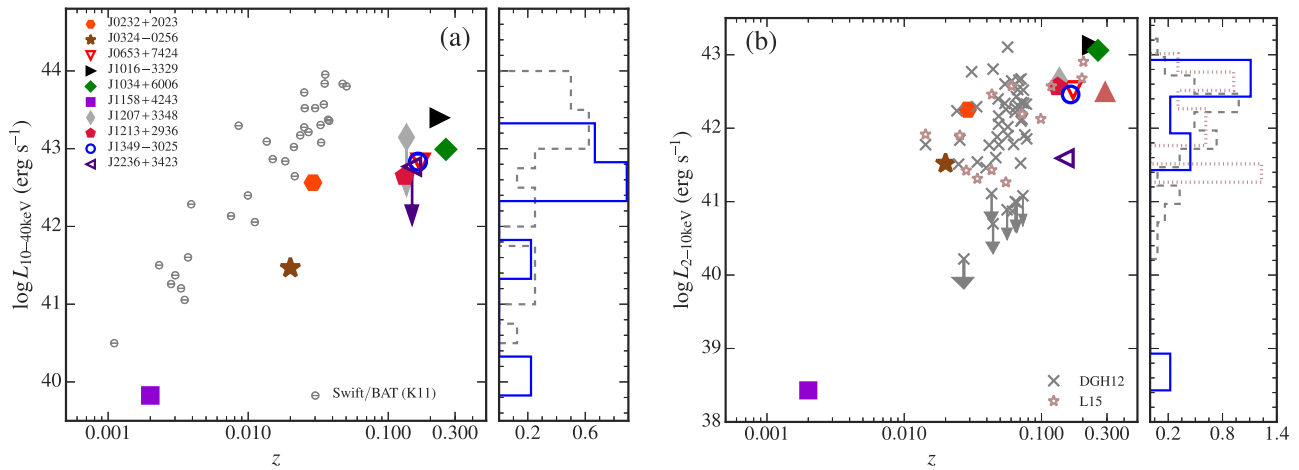 (a)
J0232+2023
J0324−0256
J0653+7424
J1016−3329
J1034+6006
J1158+4243
J1207+3348
J1213+2936
J1349−3025
J2236+3423
Swift/BAT (K11)
log L10−40keV (erg s−1)
44
43
42
41
40
0.001 0.010 0.100 0.300
z
0.2 0.6
(b)
DGH12
L15
log L2−10keV (erg s−1)
43
42
41
40
39
38
0.001 0.010 0.100 0.300
z
0.2 0.8 1.4